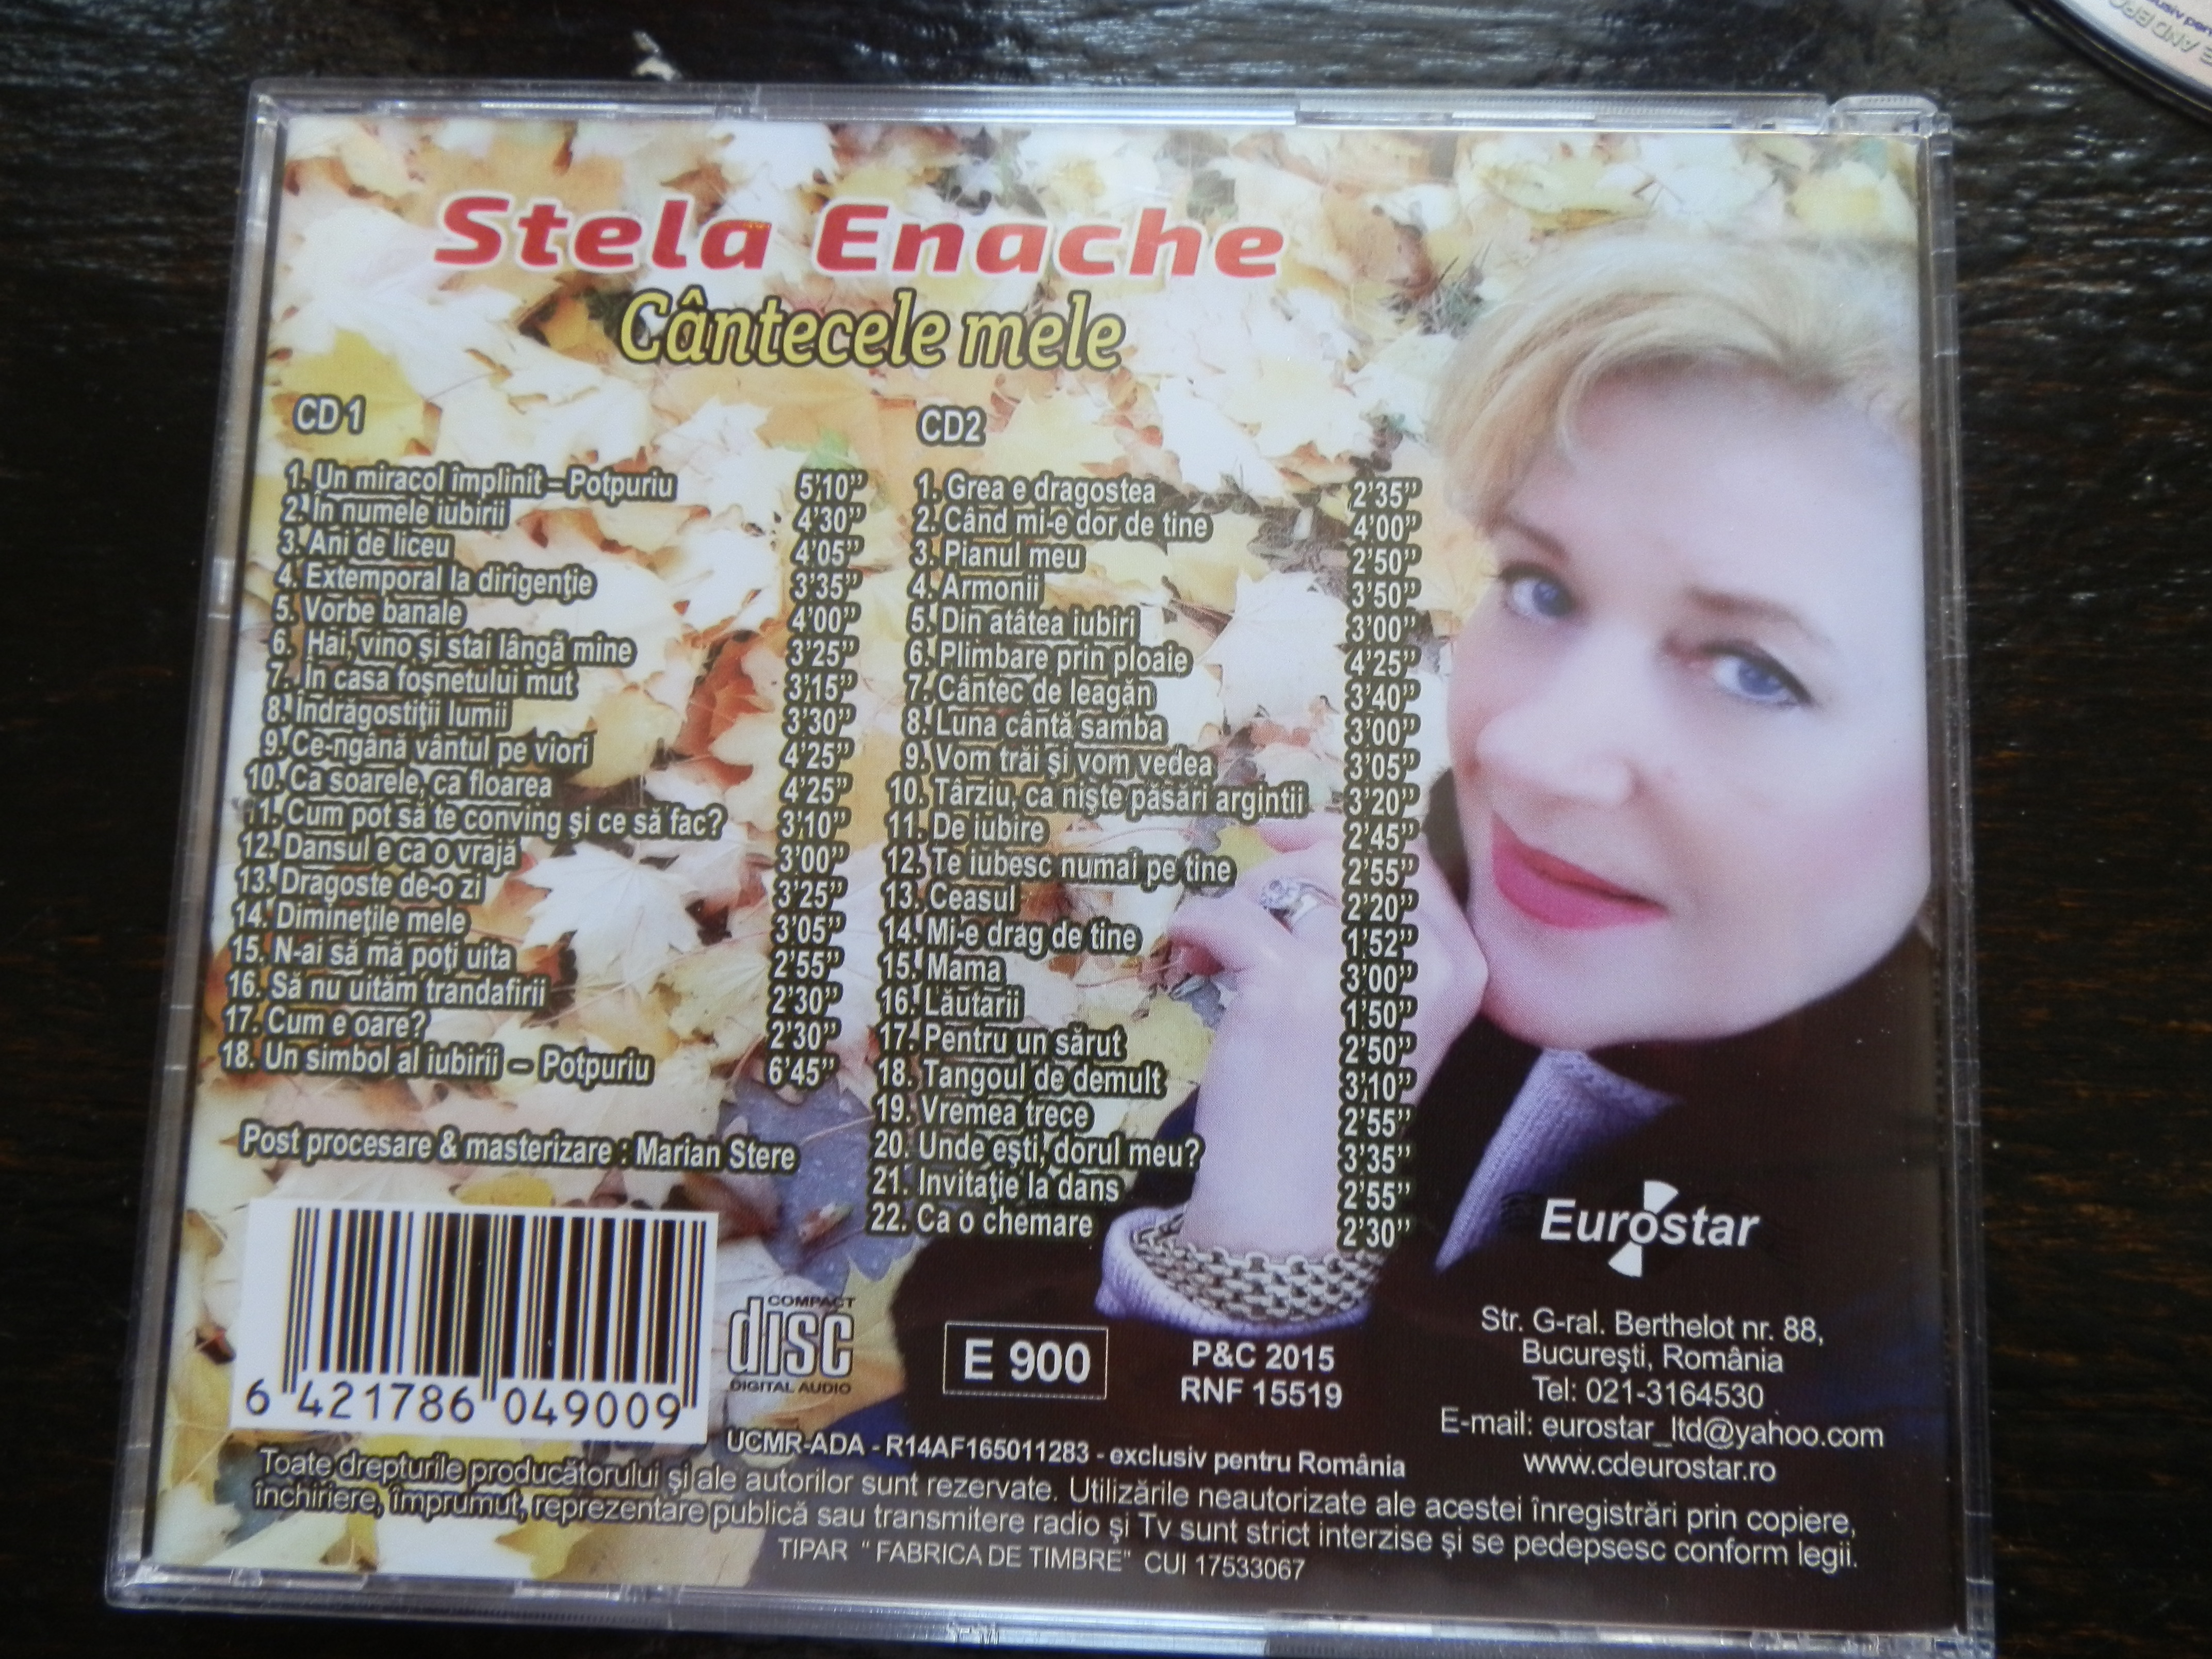 Stela Enache
Cântecele mele
CD 1
1. Un miracol împlinit – Potpuriu 5'10"
2. În numele iubirii 4'30"
3. Ani de liceu 4'05"
4. Extemporal la dirigenţie 3'35"
5. Vorbe banale 4'00"
6. Hai, vino şi stai lângă mine 3'25"
7. În casa foşnetului mut 3'15"
8. Îndrăgostiţii lumii 3'30"
9. Ce-ngână vântul pe viori 4'25"
10. Ca soarele, ca floarea 4'25"
11. Cum pot să te conving şi ce să fac? 3'10"
12. Dansul e ca o vrajă 3'00"
13. Dragoste de-o zi 3'25"
14. Dimineţile mele 3'05"
15. N-ai să mă poţi uita 2'55"
16. Să nu uităm trandafirii 2'30"
17. Cum e oare? 2'30"
18. Un simbol al iubirii – Potpuriu 6'45"
Post procesare & masterizare : Marian Stere
CD2
1. Grea e dragostea 2'35"
2. Când mi-e dor de tine 4'00"
3. Pianul meu 2'50"
4. Armonii 3'50"
5. Din atâtea iubiri 3'00"
6. Plimbare prin ploaie 4'25"
7. Cântec de leagăn 3'40"
8. Luna cântă samba 3'00"
9. Vom trăi şi vom vedea 3'05"
10. Târziu, ca nişte păsări argintii 3'20"
11. De iubire 2'45"
12. Te iubesc numai pe tine 2'55"
13. Ceasul 2'20"
14. Mi-e drag de tine 1'52"
15. Mama 3'00"
16. Lăutarii 1'50"
17. Pentru un sărut 2'50"
18. Tangoul de demult 3'10"
19. Vremea trece 2'55"
20. Unde eşti, dorul meu? 3'35"
21. Invitaţie la dans 2'55"
22. Ca o chemare 2'30"
6 421786 049009
COMPACT
disc
DIGITAL AUDIO
E 900
P&C 2015
RNF 15519
Eurostar
Str. G-ral. Berthelot nr. 88,
Bucureşti, România
Tel: 021-3164530
E-mail: eurostar_ltd@yahoo.com
www.cdeurostar.ro
UCMR-ADA - R14AF165011283 - exclusiv pentru România
Toate drepturile producătorului şi ale autorilor sunt rezervate. Utilizările neautorizate ale acestei înregistrări prin copiere,
închiriere, împrumut, reprezentare publică sau transmitere radio şi Tv sunt strict interzise şi se pedepsesc conform legii.
TIPAR " FABRICA DE TIMBRE" CUI 17533067